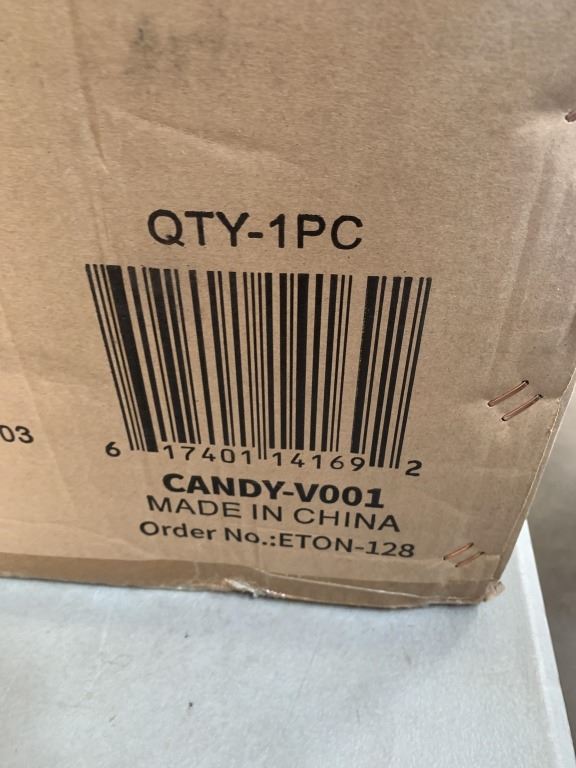 QTY-1PC
03
6 17401 14169 2
CANDY-V001
MADE IN CHINA
Order No.:ETON-128